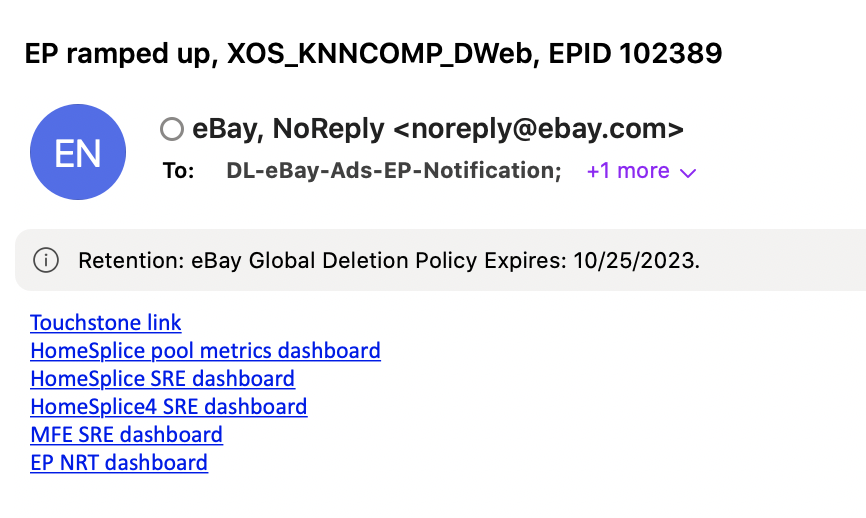 EP ramped up, XOS_KNNCOMP_DWeb, EPID 102389
EN
eBay, NoReply <noreply@ebay.com>
To: DL-eBay-Ads-EP-Notification; +1 more
Retention: eBay Global Deletion Policy Expires: 10/25/2023.
Touchstone link
HomeSplice pool metrics dashboard
HomeSplice SRE dashboard
HomeSplice4 SRE dashboard
MFE SRE dashboard
EP NRT dashboard